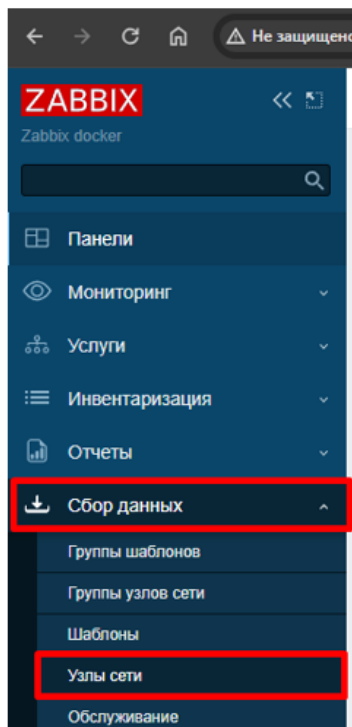 Не защищено
ZABBIX
Zabbix docker
Панели
Мониторинг
Услуги
Инвентаризация
Отчеты
Сбор данных
Группы шаблонов
Группы узлов сети
Шаблоны
Узлы сети
Обслуживание